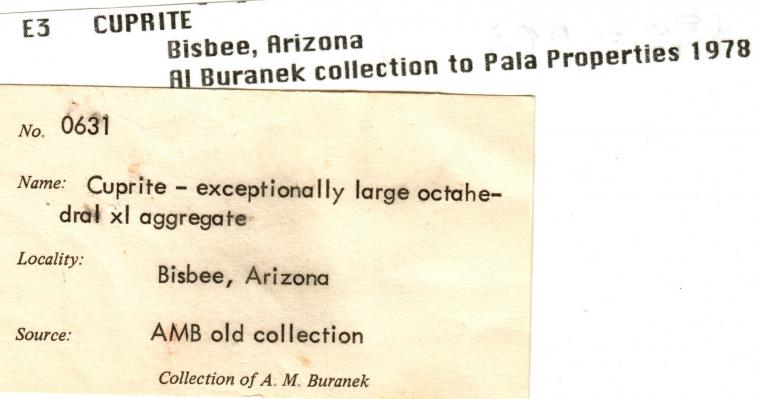 E3 CUPRITE
Bisbee, Arizona
Al Buranek collection to Pala Properties 1978
No. 0631
Name: Cuprite - exceptionally large octahe-
dral xl aggregate
Locality:
Bisbee, Arizona
Source: AMB old collection
Collection of A. M. Buranek